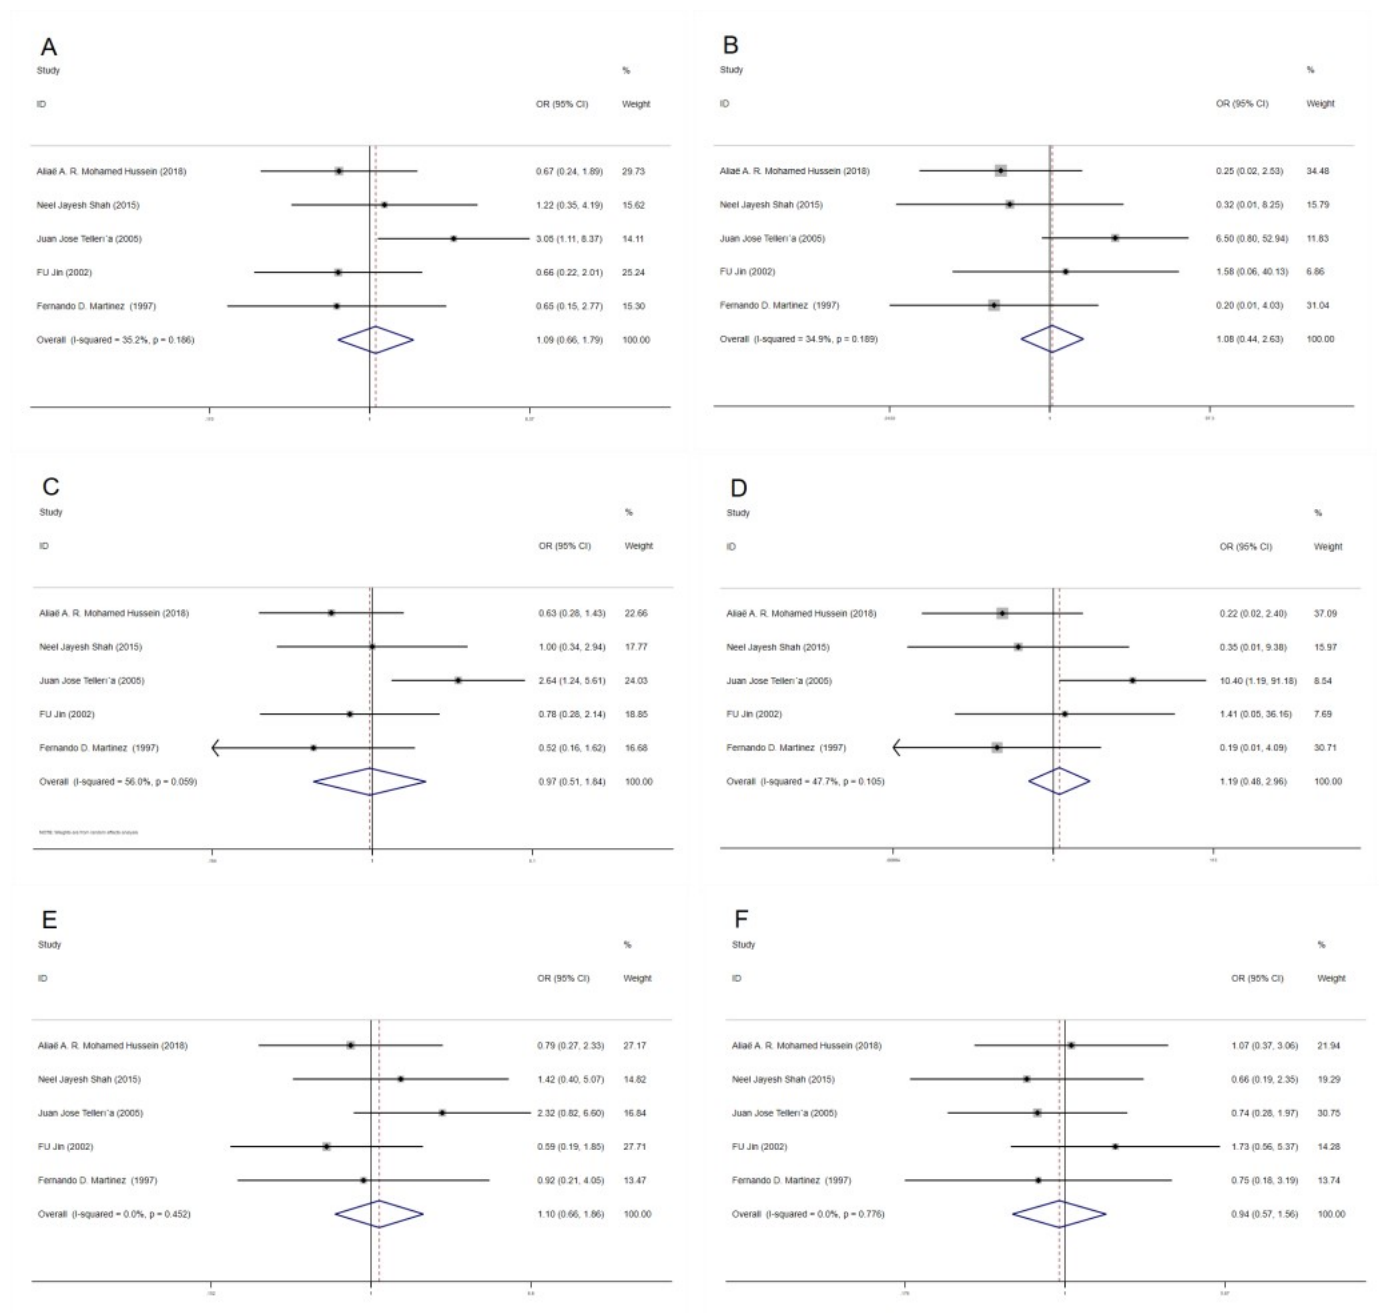 A
Study %
ID OR (95% CI) Weight
Aliaë A. R. Mohamed Hussein (2018) 0.67 (0.24, 1.89) 29.73
Neel Jayesh Shah (2015) 1.22 (0.35, 4.19) 15.62
Juan Jose Tellerı´a (2005) 3.05 (1.11, 8.37) 14.11
FU Jin (2002) 0.66 (0.22, 2.01) 25.24
Fernando D. Martinez (1997) 0.65 (0.15, 2.77) 15.30
Overall (I-squared = 35.2%, p = 0.186) 1.09 (0.66, 1.79) 100.00
1 8.37
B
Study %
ID OR (95% CI) Weight
Aliaë A. R. Mohamed Hussein (2018) 0.25 (0.02, 2.53) 34.48
Neel Jayesh Shah (2015) 0.32 (0.01, 8.25) 15.79
Juan Jose Tellerı´a (2005) 6.50 (0.80, 52.94) 11.83
FU Jin (2002) 1.58 (0.06, 40.13) 6.86
Fernando D. Martinez (1997) 0.20 (0.01, 4.03) 31.04
Overall (I-squared = 34.9%, p = 0.189) 1.08 (0.44, 2.63) 100.00
1
C
Study %
ID OR (95% CI) Weight
Aliaë A. R. Mohamed Hussein (2018) 0.63 (0.28, 1.43) 22.66
Neel Jayesh Shah (2015) 1.00 (0.34, 2.94) 17.77
Juan Jose Tellerı´a (2005) 2.64 (1.24, 5.61) 24.03
FU Jin (2002) 0.78 (0.28, 2.14) 18.85
Fernando D. Martinez (1997) 0.52 (0.16, 1.62) 16.68
Overall (I-squared = 56.0%, p = 0.059) 0.97 (0.51, 1.84) 100.00
NOTE: Weights are from random effects analysis
1
D
Study %
ID OR (95% CI) Weight
Aliaë A. R. Mohamed Hussein (2018) 0.22 (0.02, 2.40) 37.09
Neel Jayesh Shah (2015) 0.35 (0.01, 9.38) 15.97
Juan Jose Tellerı´a (2005) 10.40 (1.19, 91.18) 8.54
FU Jin (2002) 1.41 (0.05, 36.16) 7.69
Fernando D. Martinez (1997) 0.19 (0.01, 4.09) 30.71
Overall (I-squared = 47.7%, p = 0.105) 1.19 (0.48, 2.96) 100.00
1
E
Study %
ID OR (95% CI) Weight
Aliaë A. R. Mohamed Hussein (2018) 0.79 (0.27, 2.33) 27.17
Neel Jayesh Shah (2015) 1.42 (0.40, 5.07) 14.82
Juan Jose Tellerı´a (2005) 2.32 (0.82, 6.60) 16.84
FU Jin (2002) 0.59 (0.19, 1.85) 27.71
Fernando D. Martinez (1997) 0.92 (0.21, 4.05) 13.47
Overall (I-squared = 0.0%, p = 0.452) 1.10 (0.66, 1.86) 100.00
1 6.6
F
Study %
ID OR (95% CI) Weight
Aliaë A. R. Mohamed Hussein (2018) 1.07 (0.37, 3.06) 21.94
Neel Jayesh Shah (2015) 0.66 (0.19, 2.35) 19.29
Juan Jose Tellerı´a (2005) 0.74 (0.28, 1.97) 30.75
FU Jin (2002) 1.73 (0.56, 5.37) 14.28
Fernando D. Martinez (1997) 0.75 (0.18, 3.19) 13.74
Overall (I-squared = 0.0%, p = 0.776) 0.94 (0.57, 1.56) 100.00
1